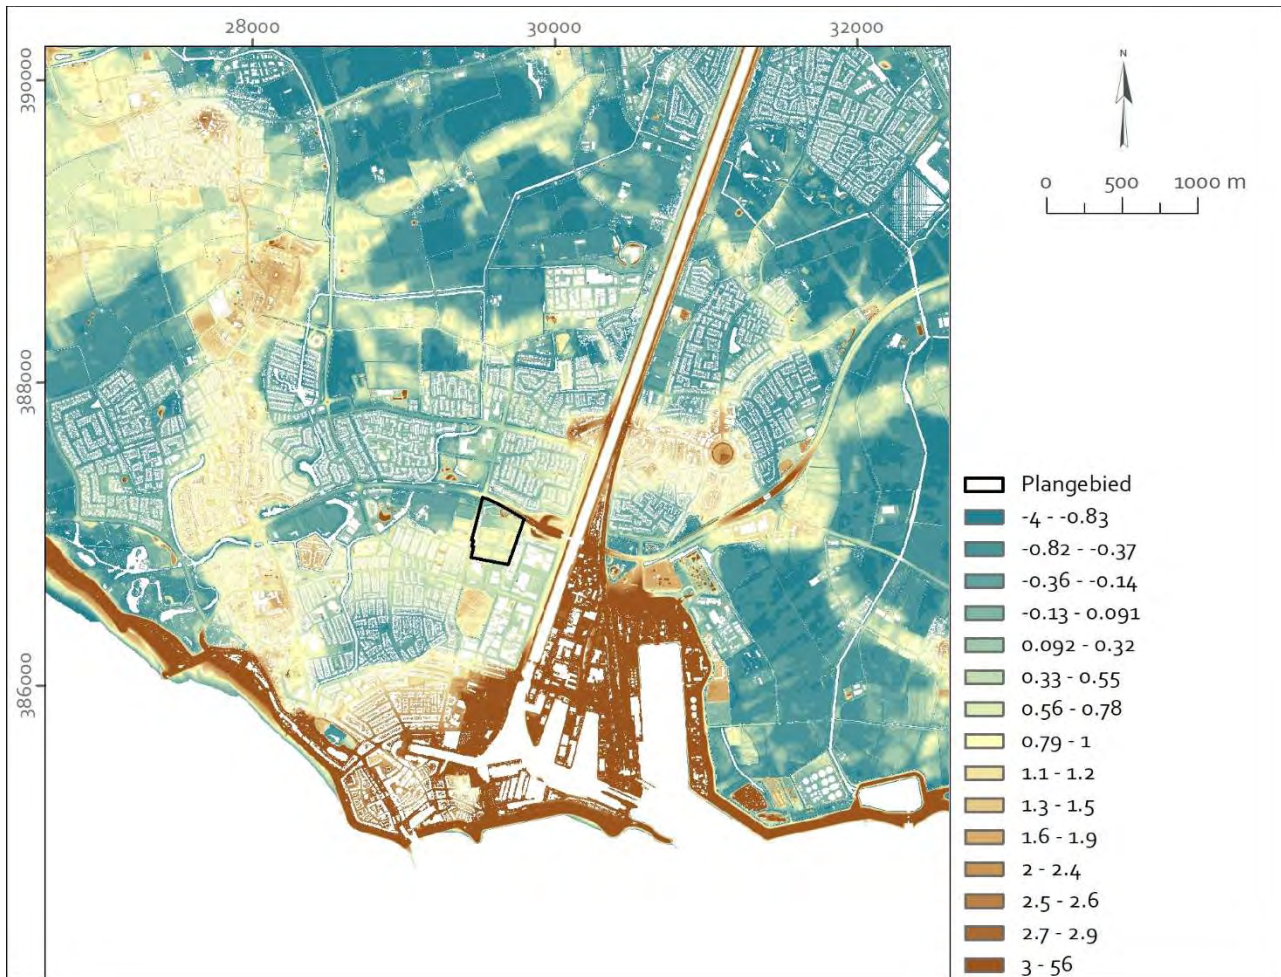 28000
30000
32000
390000
388000
386000
N
0 500 1000 m
Plangebied
-4 - -0.83
-0.82 - -0.37
-0.36 - -0.14
-0.13 - 0.091
0.092 - 0.32
0.33 - 0.55
0.56 - 0.78
0.79 - 1
1.1 - 1.2
1.3 - 1.5
1.6 - 1.9
2 - 2.4
2.5 - 2.6
2.7 - 2.9
3 - 56